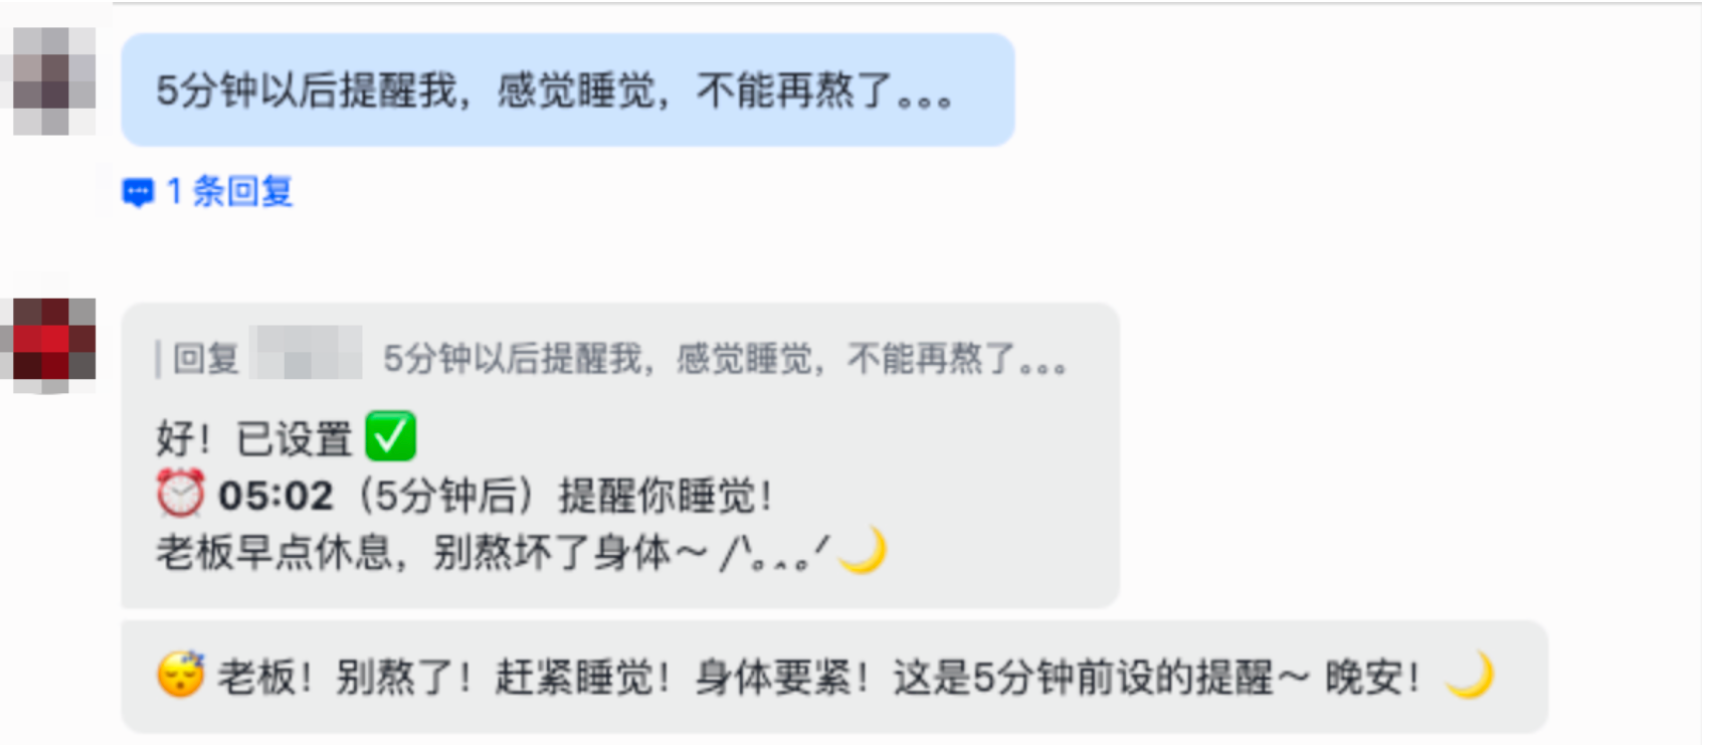 5分钟以后提醒我，感觉睡觉，不能再熬了。。。
1 条回复
回复 5分钟以后提醒我，感觉睡觉，不能再熬了。。。
好！已设置 ✅
⏰ 05:02（5分钟后）提醒你睡觉！
老板早点休息，别熬坏了身体～ 🌙
😴 老板！别熬了！赶紧睡觉！身体要紧！这是5分钟前设的提醒～ 晚安！🌙